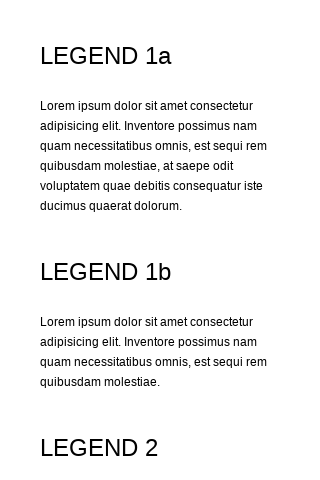 LEGEND 1a
Lorem ipsum dolor sit amet consectetur
adipisicing elit. Inventore possimus nam
quam necessitatibus omnis, est sequi rem
quibusdam molestiae, at saepe odit
voluptatem quae debitis consequatur iste
ducimus quaerat dolorum.
LEGEND 1b
Lorem ipsum dolor sit amet consectetur
adipisicing elit. Inventore possimus nam
quam necessitatibus omnis, est sequi rem
quibusdam molestiae.
LEGEND 2